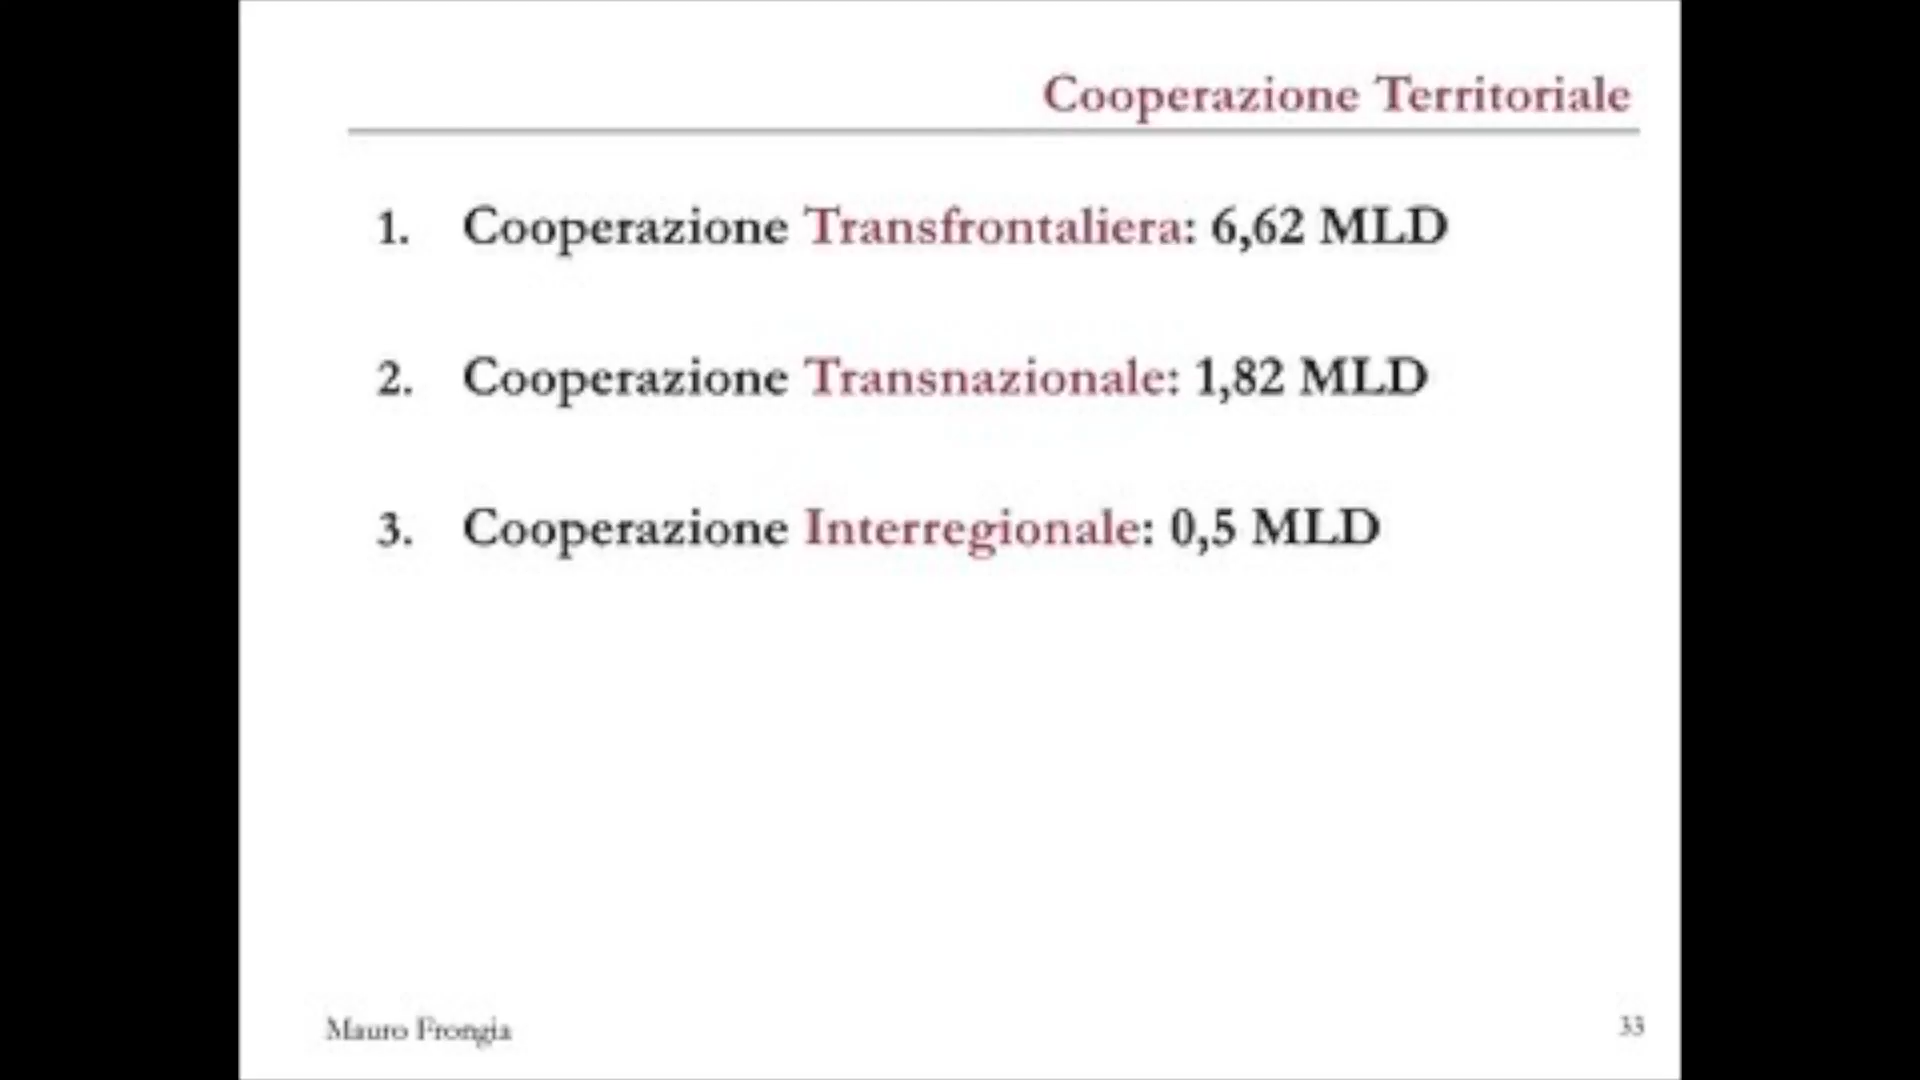 Cooperazione Territoriale
1. Cooperazione Transfrontaliera: 6,62 MLD
2. Cooperazione Transnazionale: 1,82 MLD
3. Cooperazione Interregionale: 0,5 MLD
Mauro Frongia
33